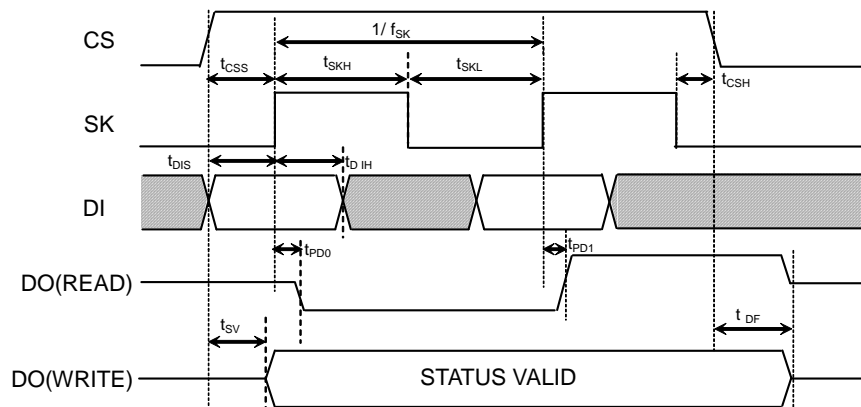 CS
1/ fSK
tCSS
tSKH
tSKL
tCSH
SK
tDIS
tD IH
DI
tPD0
tPD1
DO(READ)
tSV
t DF
DO(WRITE)
STATUS VALID